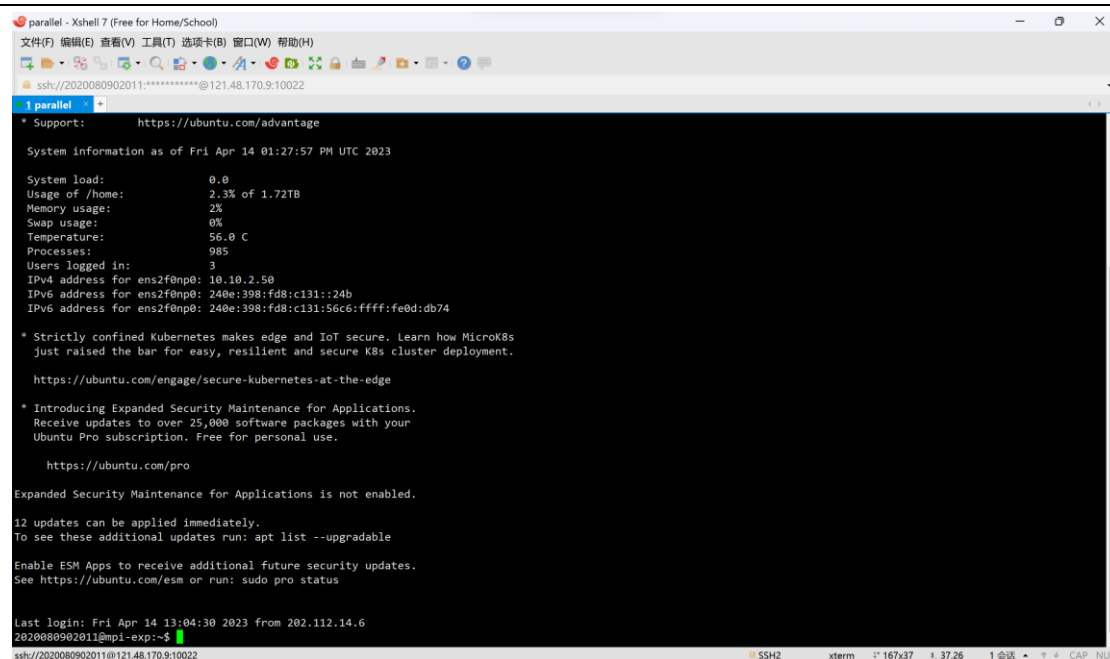 parallel - Xshell 7 (Free for Home/School)
文件(F) 编辑(E) 查看(V) 工具(T) 选项卡(B) 窗口(W) 帮助(H)
ssh://2020080902011:***********@121.48.170.9:10022
1 parallel × +
* Support: https://ubuntu.com/advantage
System information as of Fri Apr 14 01:27:57 PM UTC 2023
System load: 0.0
Usage of /home: 2.3% of 1.72TB
Memory usage: 2%
Swap usage: 0%
Temperature: 56.0 C
Processes: 985
Users logged in: 3
IPv4 address for ens2f0np0: 10.10.2.50
IPv6 address for ens2f0np0: 240e:398:fd8:c131::24b
IPv6 address for ens2f0np0: 240e:398:fd8:c131:56c6:ffff:fe0d:db74
* Strictly confined Kubernetes makes edge and IoT secure. Learn how MicroK8s
just raised the bar for easy, resilient and secure K8s cluster deployment.
https://ubuntu.com/engage/secure-kubernetes-at-the-edge
* Introducing Expanded Security Maintenance for Applications.
Receive updates to over 25,000 software packages with your
Ubuntu Pro subscription. Free for personal use.
https://ubuntu.com/pro
Expanded Security Maintenance for Applications is not enabled.
12 updates can be applied immediately.
To see these additional updates run: apt list --upgradable
Enable ESM Apps to receive additional future security updates.
See https://ubuntu.com/esm or run: sudo pro status
Last login: Fri Apr 14 13:04:30 2023 from 202.112.14.6
2020080902011@mpi-exp:~$
ssh://2020080902011@121.48.170.9:10022 SSH2 xterm 167x37 37,26 1 会话 CAP NU